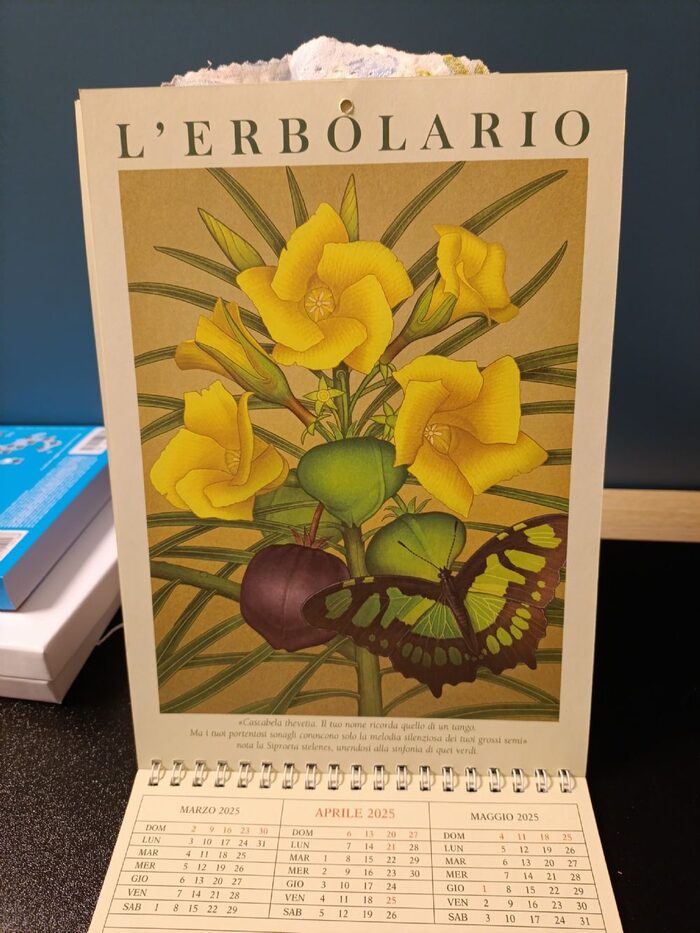 L'ERBOLARIO
«Cascabela thevetia. Il tuo nome ricorda quello di un tango.
Ma i tuoi portentosi sonagli conoscono solo la melodia silenziosa dei tuoi grossi semi»
nota la Siproeta stelenes, unendosi alla sinfonia di quei verdi.
MARZO 2025
DOM 2 9 16 23 30
LUN 3 10 17 24 31
MAR 4 11 18 25
MER 5 12 19 26
GIO 6 13 20 27
VEN 7 14 21 28
SAB 1 8 15 22 29
APRILE 2025
DOM 6 13 20 27
LUN 7 14 21 28
MAR 1 8 15 22 29
MER 2 9 16 23 30
GIO 3 10 17 24
VEN 4 11 18 25
SAB 5 12 19 26
MAGGIO 2025
DOM 4 11 18 25
LUN 5 12 19 26
MAR 6 13 20 27
MER 7 14 21 28
GIO 1 8 15 22 29
VEN 2 9 16 23 30
SAB 3 10 17 24 31